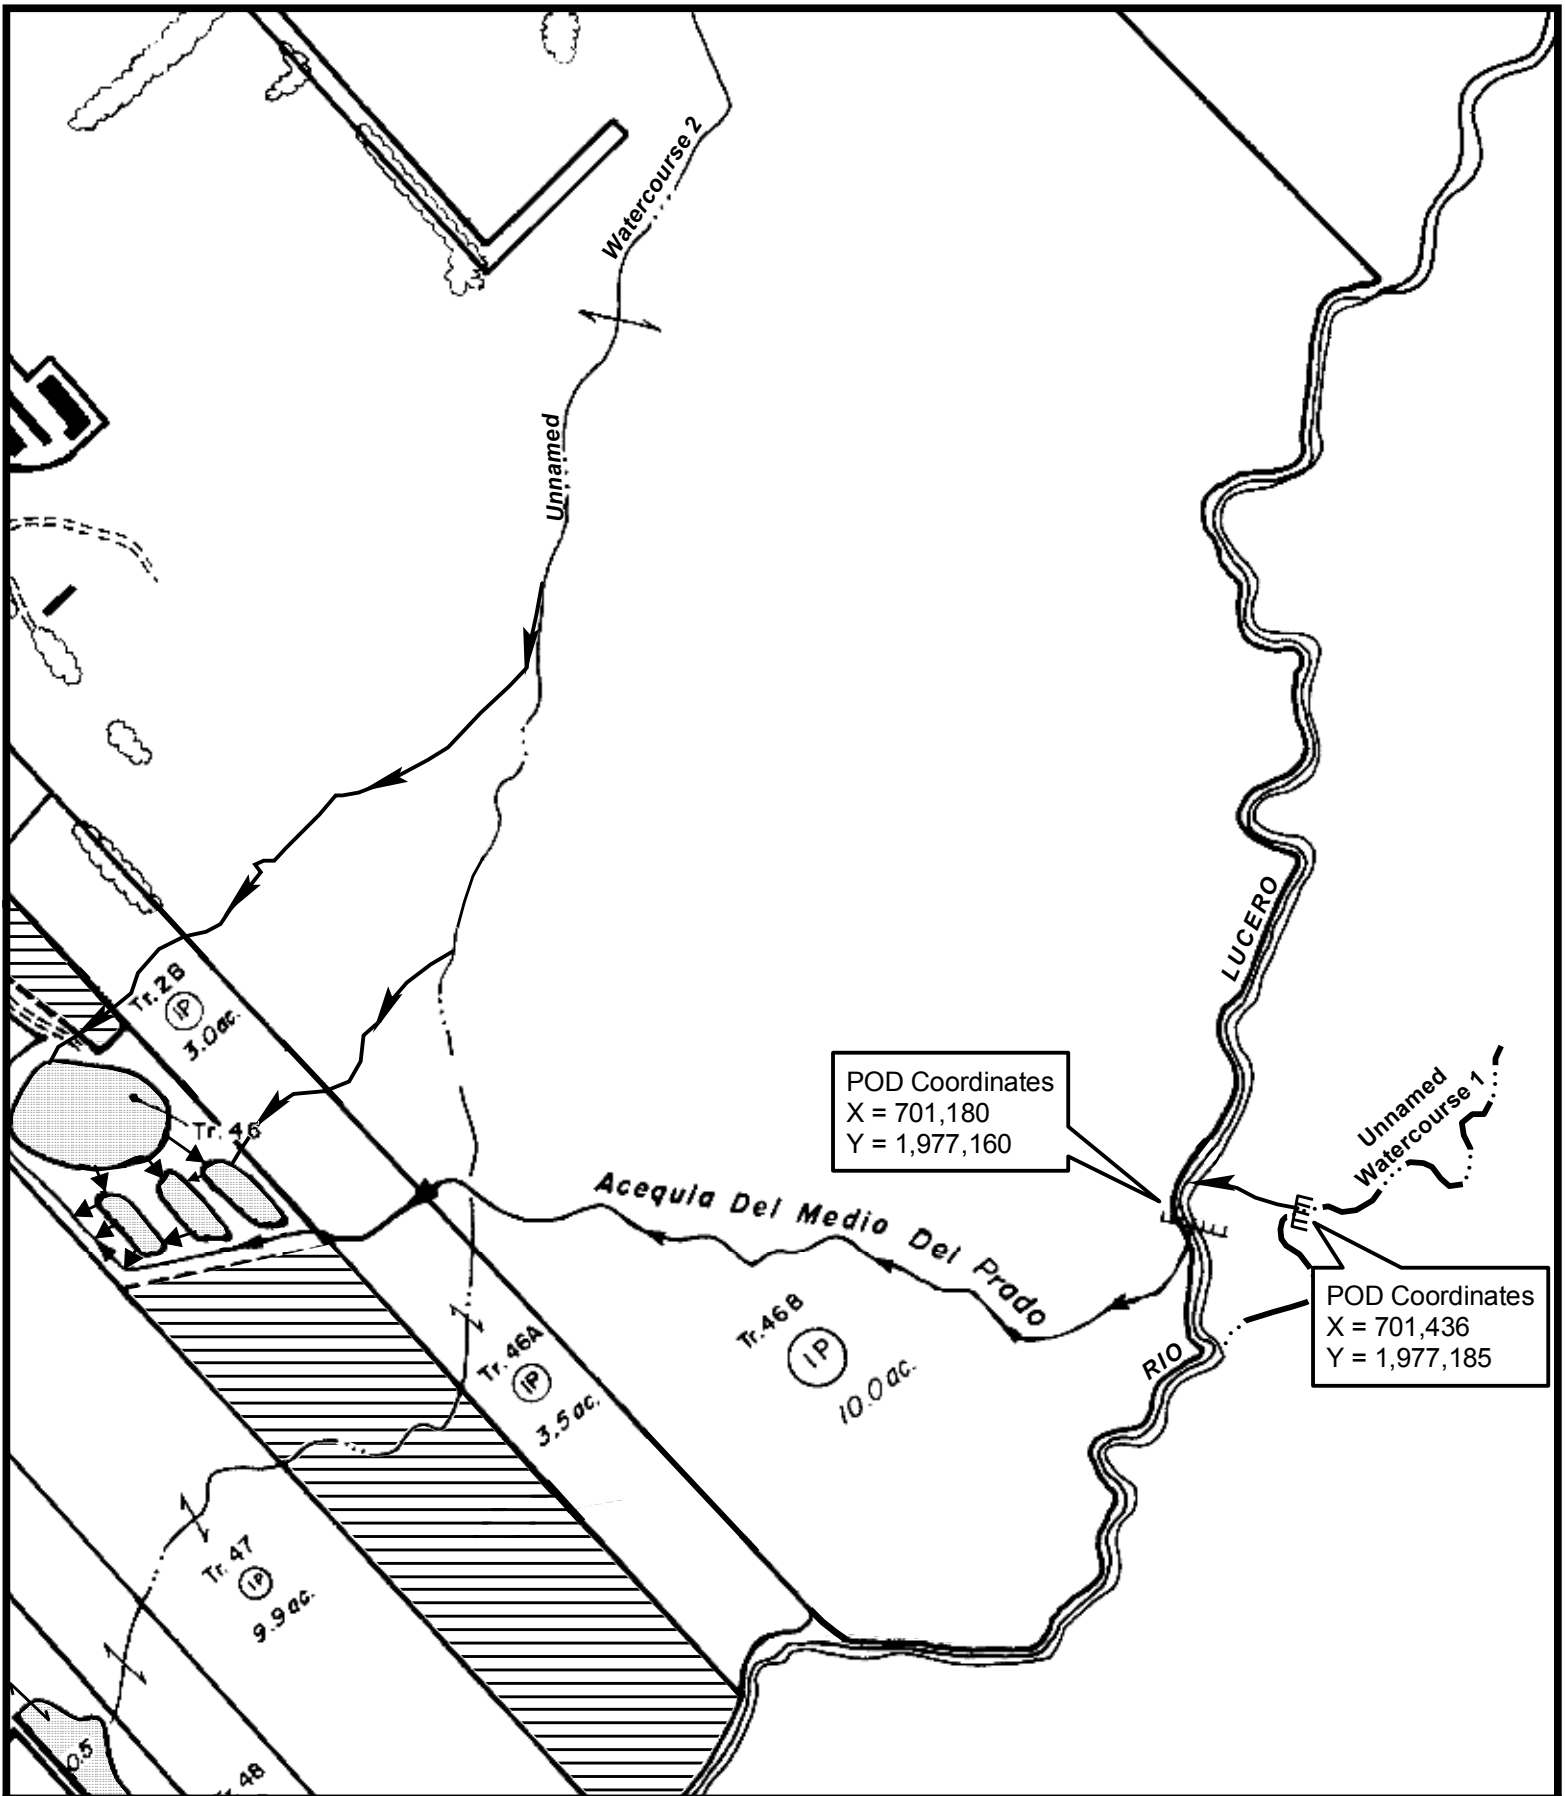 Watercourse 2
Unnamed
LUCERO
Tr. 2B
IP
3.0 ac.
POD Coordinates
X = 701,180
Y = 1,977,160
Unnamed
Watercourse 1
Tr. 46
Acequia Del Medio Del Prado
POD Coordinates
X = 701,436
Y = 1,977,185
Tr. 46B
IP
10.0 ac.
RIO
Tr. 46A
IP
3.5 ac.
Tr. 47
IP
9.9 ac.
0.5
Tr. 48